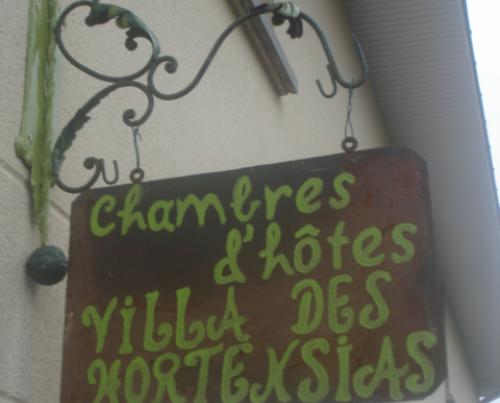 chambres
d'hôtes
VILLA DES
HORTENSIAS